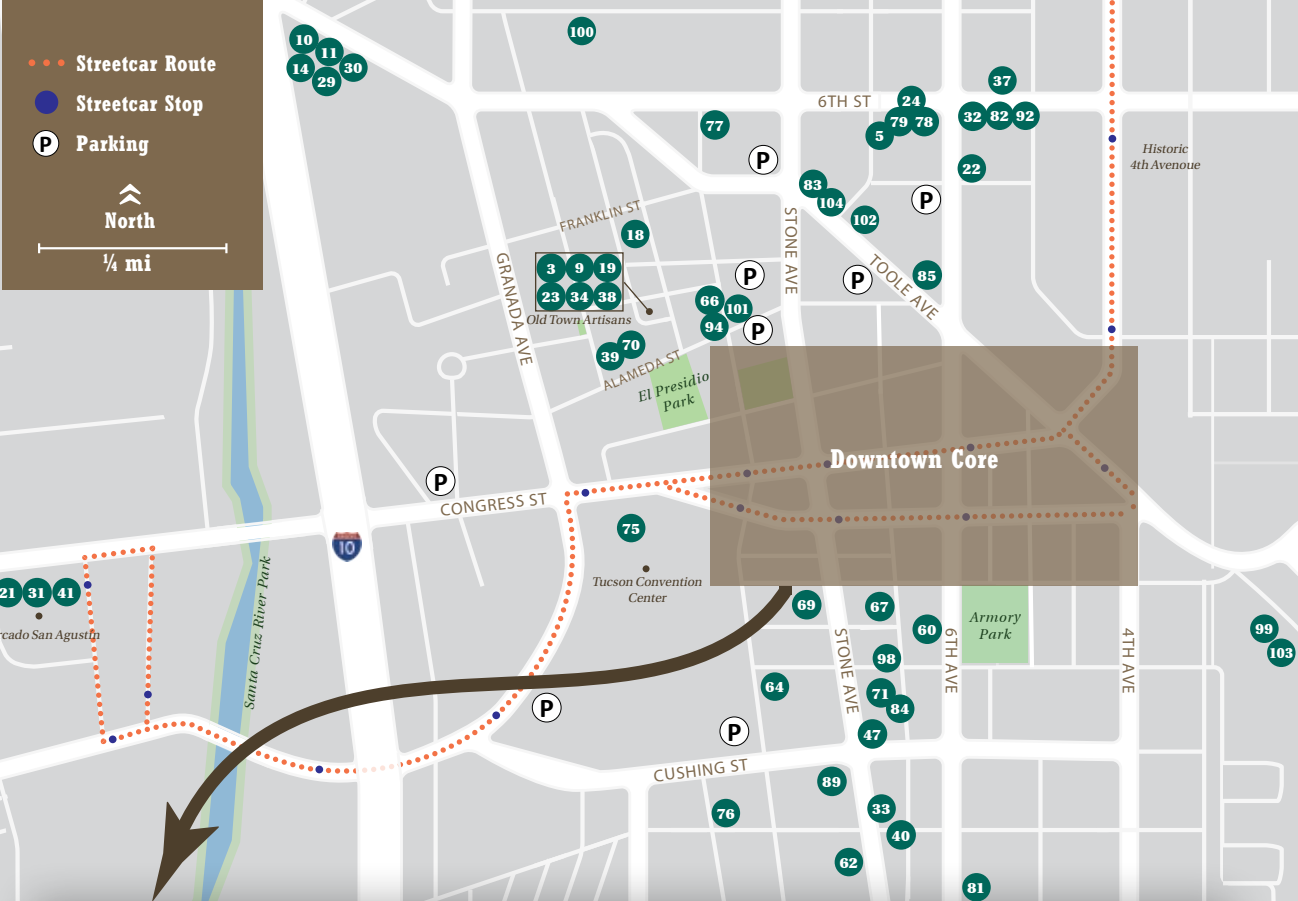 Streetcar Route
Streetcar Stop
P
Parking
North
¼ mi
10
11
14
29
30
100
6TH ST
24
37
79
78
5
32
82
92
77
P
22
Historic
4th Avenoue
83
104
102
P
FRANKLIN ST
18
STONE AVE
GRANADA AVE
3
9
19
23
34
38
Old Town Artisans
P
P
85
TOOLE AVE
66
101
94
P
70
39
ALAMEDA ST
El Presidio
Park
Downtown Core
P
CONGRESS ST
10
75
Tucson Convention
Center
21
31
41
rcado San Agustín
Santa Cruz River Park
69
67
60
Armory
Park
6TH AVE
4TH AVE
STONE AVE
99
103
98
64
71
84
47
P
P
CUSHING ST
89
76
33
40
62
81